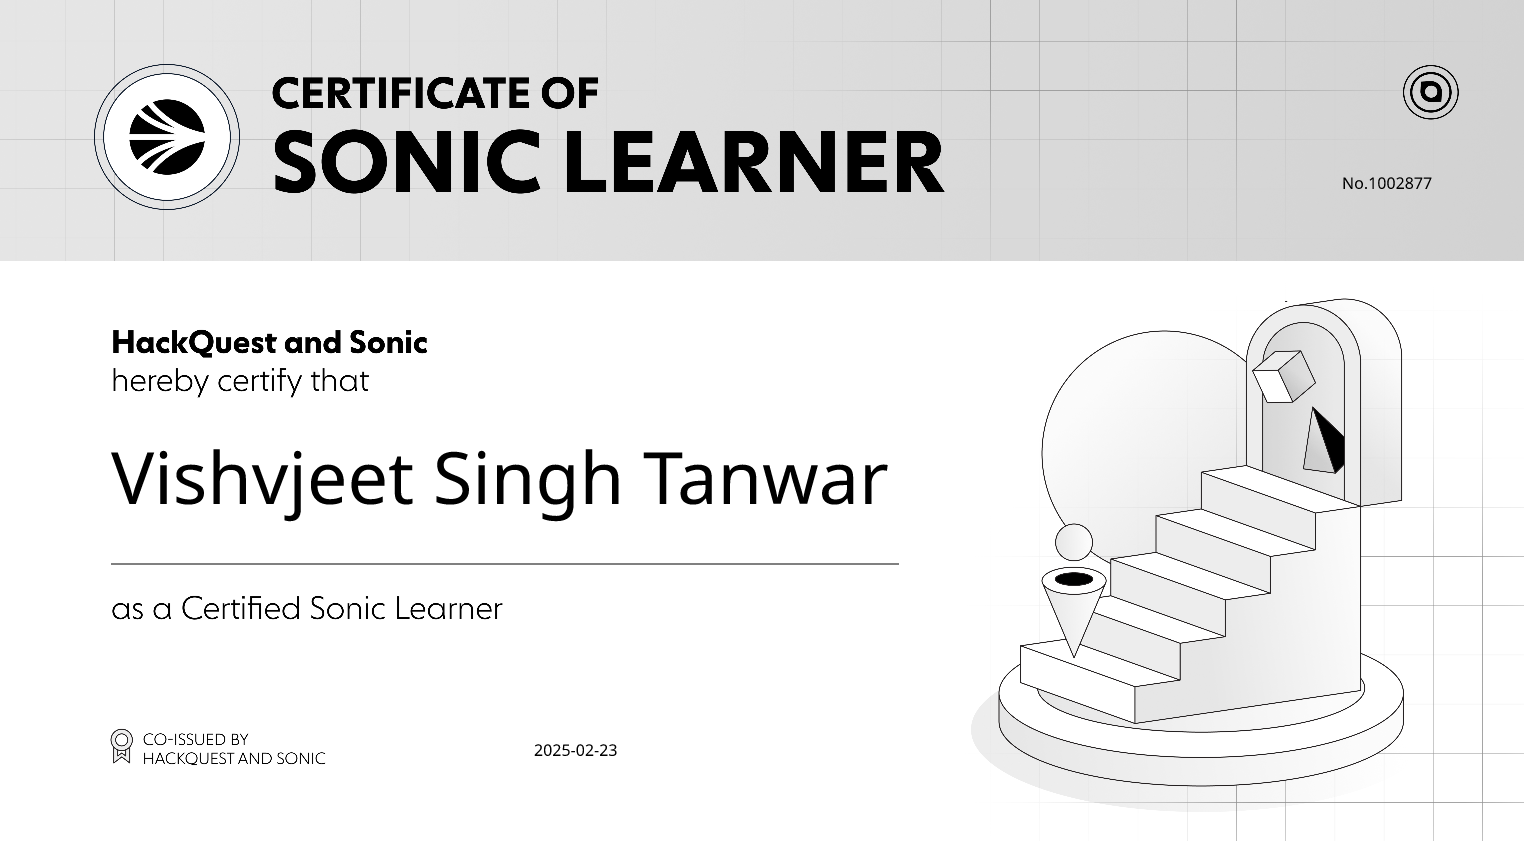 CERTIFICATE OF
SONIC LEARNER
No.1002877
HackQuest and Sonic
hereby certify that
Vishvjeet Singh Tanwar
as a Certified Sonic Learner
CO-ISSUED BY
HACKQUEST AND SONIC
2025-02-23